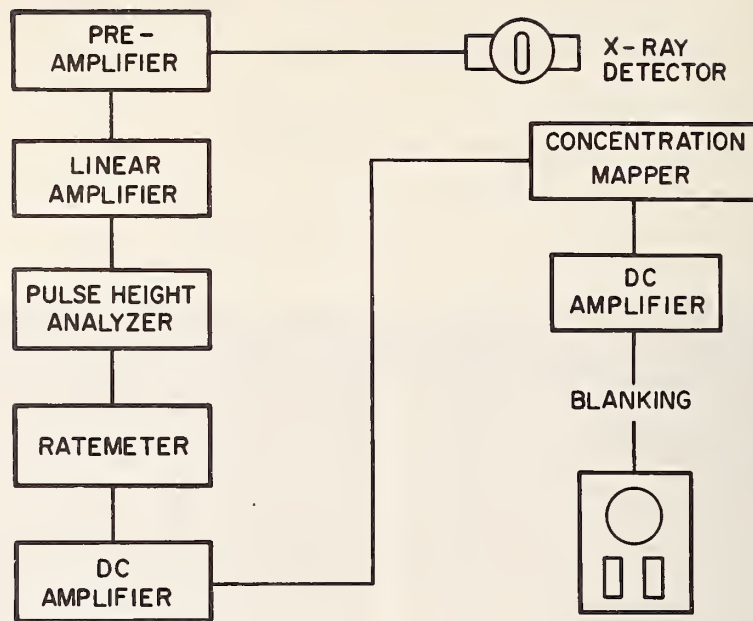 PRE-
AMPLIFIER
X-RAY
DETECTOR
LINEAR
AMPLIFIER
CONCENTRATION
MAPPER
PULSE HEIGHT
ANALYZER
DC
AMPLIFIER
BLANKING
RATEMETER
DC
AMPLIFIER